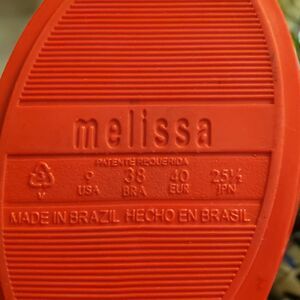 melissa
PATENTE REQUERIDA
9 38 40 25½
USA BRA EUR JPN
MADE IN BRAZIL HECHO EN BRASIL